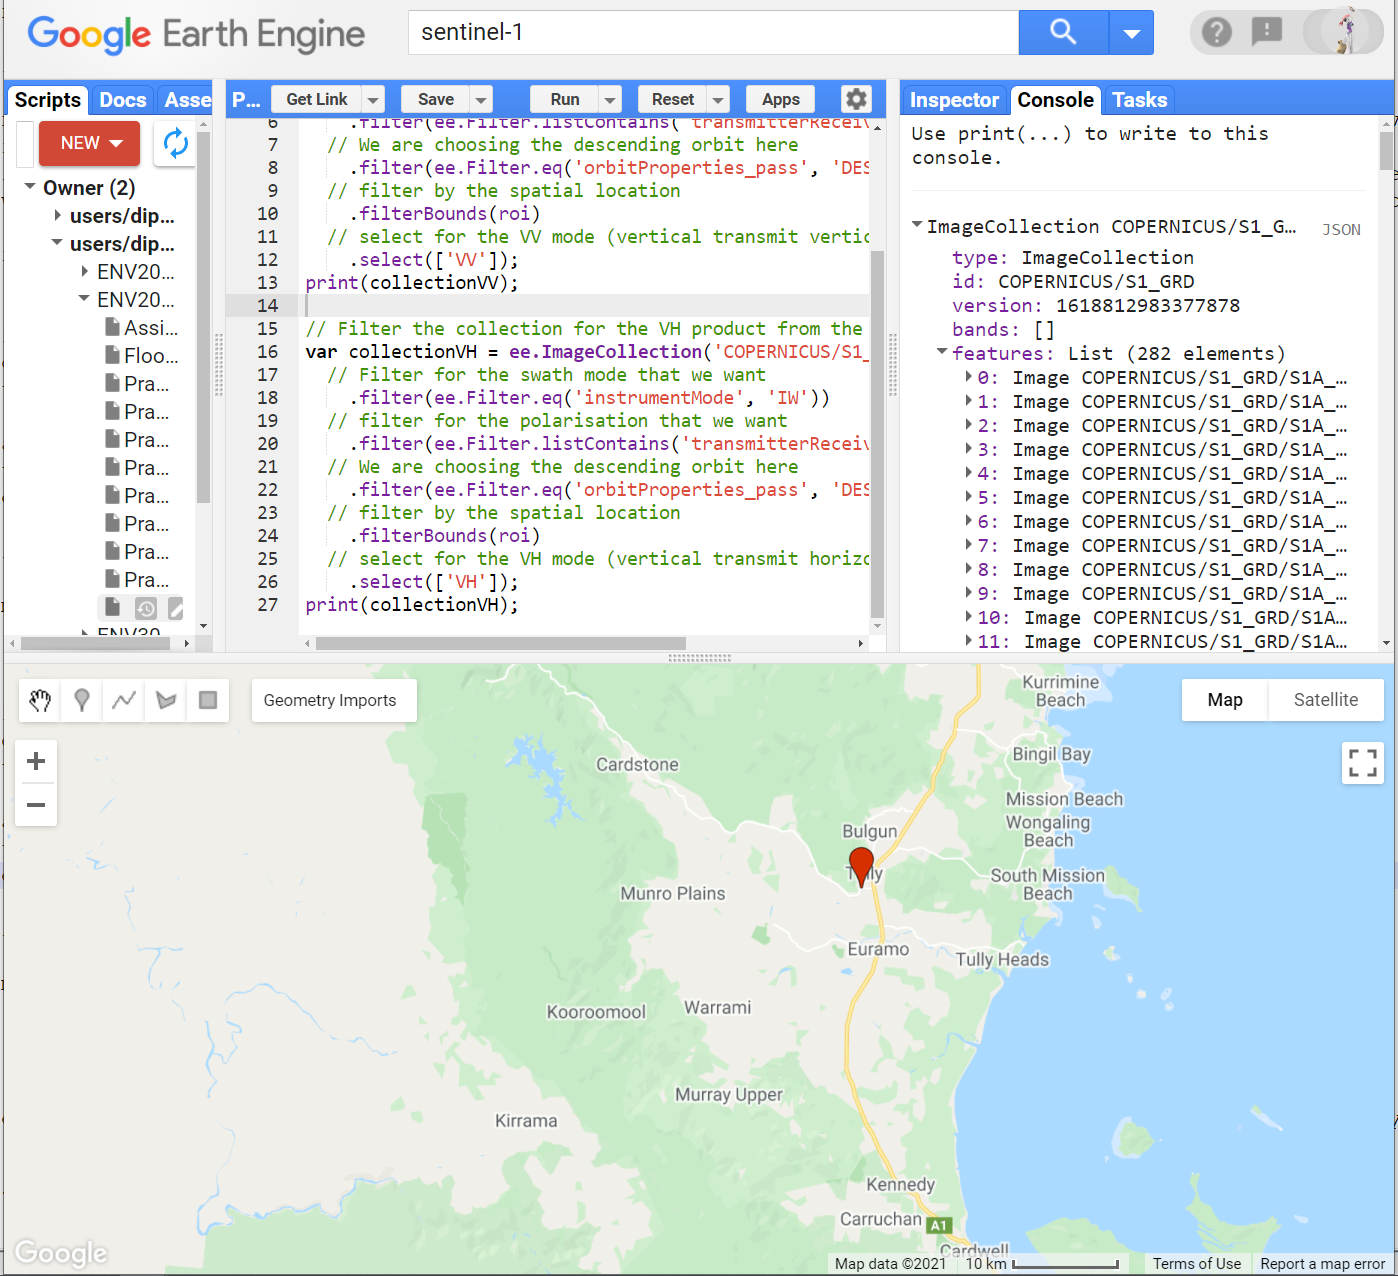 Google Earth Engine
sentinel-1
Scripts Docs Asse
P... Get Link Save Run Reset Apps
Inspector Console Tasks
NEW
Owner (2)
users/dip...
users/dip...
ENV20...
ENV20...
Assi...
Floo...
Pra...
Pra...
Pra...
Pra...
Pra...
Pra...
Pra...
Pra...
ENV30
6 .filter(ee.Filter.listContains('transmitterReceiv
7 // We are choosing the descending orbit here
8 .filter(ee.Filter.eq('orbitProperties_pass', 'DES
9 // filter by the spatial location
10 .filterBounds(roi)
11 // select for the VV mode (vertical transmit vertic
12 .select(['VV']);
13 print(collectionVV);
14
15 // Filter the collection for the VH product from the
16 var collectionVH = ee.ImageCollection('COPERNICUS/S1_
17 // Filter for the swath mode that we want
18 .filter(ee.Filter.eq('instrumentMode', 'IW'))
19 // filter for the polarisation that we want
20 .filter(ee.Filter.listContains('transmitterReceiv
21 // We are choosing the descending orbit here
22 .filter(ee.Filter.eq('orbitProperties_pass', 'DES
23 // filter by the spatial location
24 .filterBounds(roi)
25 // select for the VH mode (vertical transmit horizo
26 .select(['VH']);
27 print(collectionVH);
Use print(...) to write to this
console.
ImageCollection COPERNICUS/S1_G... JSON
type: ImageCollection
id: COPERNICUS/S1_GRD
version: 1618812983377878
bands: []
features: List (282 elements)
0: Image COPERNICUS/S1_GRD/S1A_...
1: Image COPERNICUS/S1_GRD/S1A_...
2: Image COPERNICUS/S1_GRD/S1A_...
3: Image COPERNICUS/S1_GRD/S1A_...
4: Image COPERNICUS/S1_GRD/S1A_...
5: Image COPERNICUS/S1_GRD/S1A_...
6: Image COPERNICUS/S1_GRD/S1A_...
7: Image COPERNICUS/S1_GRD/S1A_...
8: Image COPERNICUS/S1_GRD/S1A_...
9: Image COPERNICUS/S1_GRD/S1A_...
10: Image COPERNICUS/S1_GRD/S1A...
11: Image COPERNICUS/S1_GRD/S1A...
Geometry Imports
Map Satellite
Kurrimine
Beach
Bingil Bay
Cardstone
Mission Beach
Wongaling
Beach
Bulgun
Tully
South Mission
Beach
Munro Plains
Euramo
Tully Heads
Warrami
Kooroomool
Murray Upper
Kirrama
Kennedy
Carruchan A1
Cardwell
Google
Map data ©2021 10 km Terms of Use Report a map error